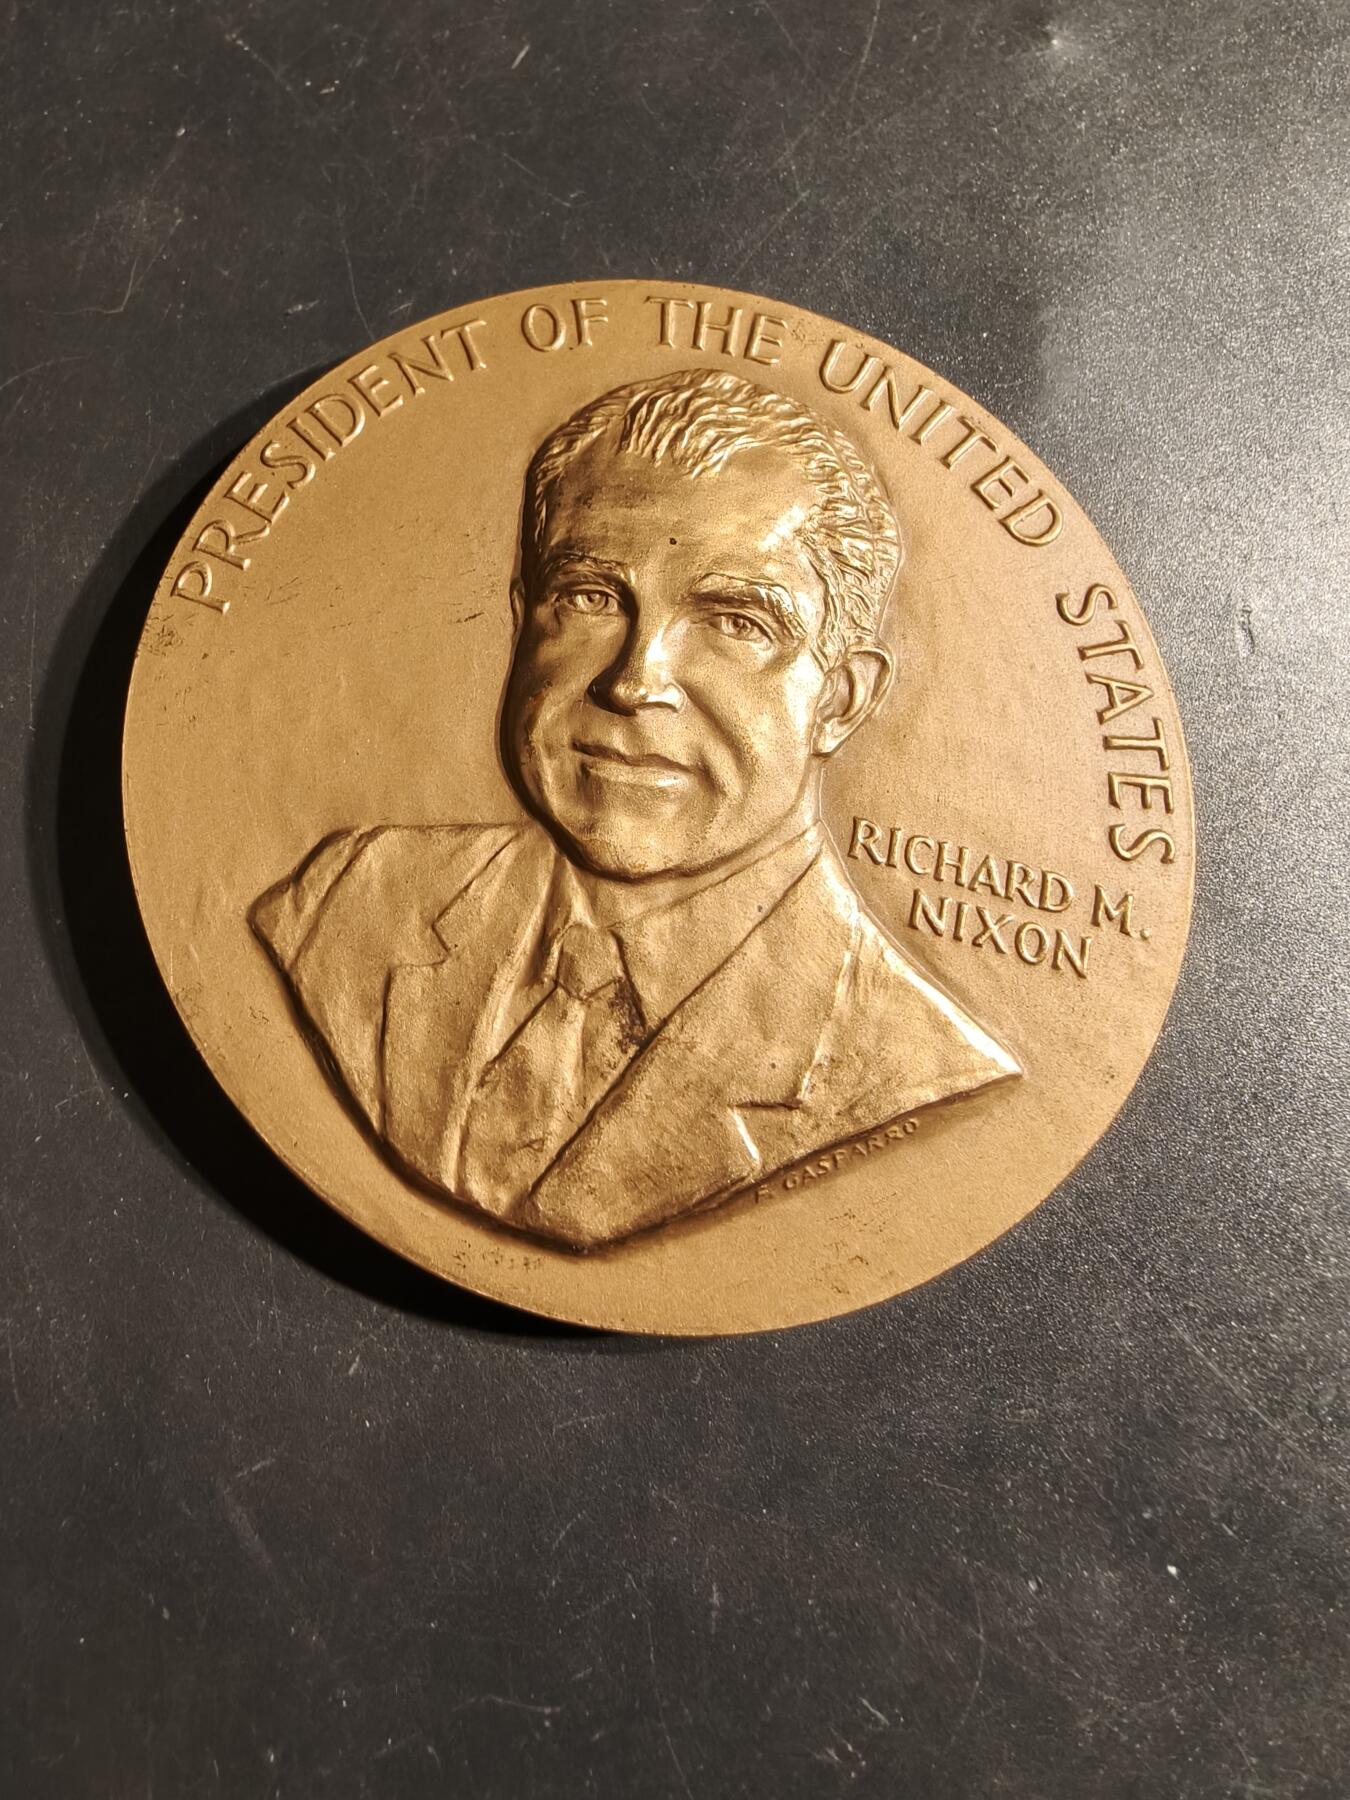 PRESIDENT OF THE UNITED STATES
RICHARD M.
NIXON
F. GASPARRO